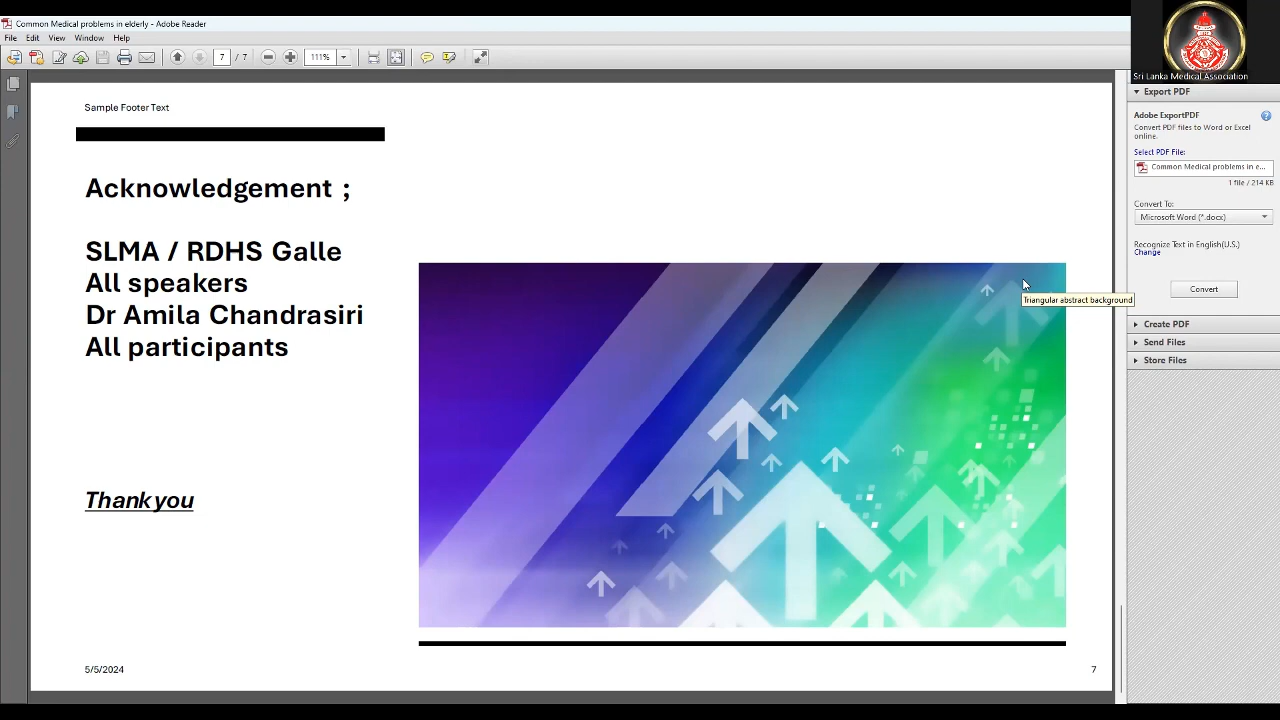 Common Medical problems in elderly - Adobe Reader
File Edit View Window Help
7 / 7 111%
Sri Lanka Medical Association
Sample Footer Text
Acknowledgement ;
SLMA / RDHS Galle
All speakers
Dr Amila Chandrasiri
All participants
Thank you
Triangular abstract background
5/5/2024
7
Export PDF
Adobe ExportPDF
Convert PDF files to Word or Excel
online.
Select PDF File:
Common Medical problems in e...
1 file / 214 KB
Convert To:
Microsoft Word (*.docx)
Recognize Text in English(U.S.)
Change
Convert
Create PDF
Send Files
Store Files